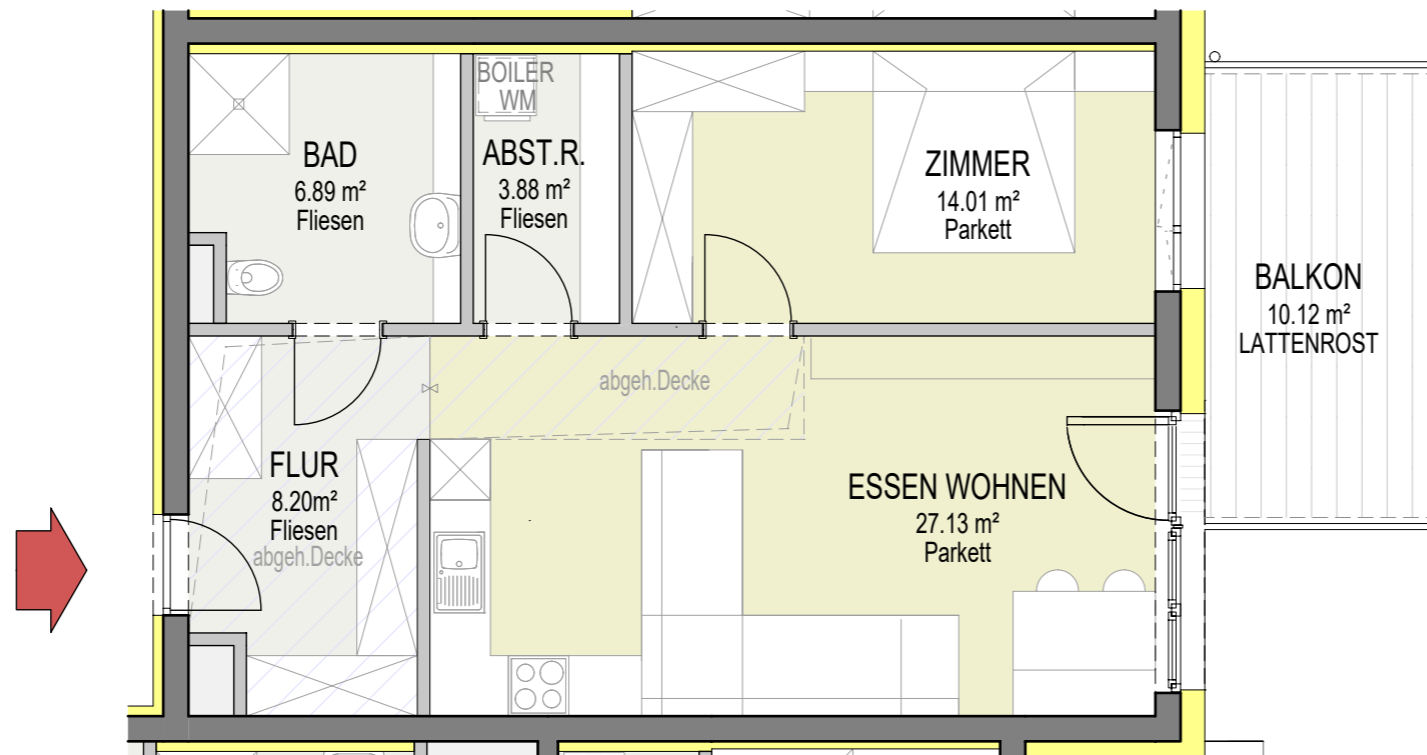 BOILER
WM
BAD
6.89 m²
Fliesen
ABST.R.
3.88 m²
Fliesen
ZIMMER
14.01 m²
Parkett
BALKON
10.12 m²
LATTENROST
abgeh.Decke
FLUR
8.20m²
Fliesen
abgeh.Decke
ESSEN WOHNEN
27.13 m²
Parkett